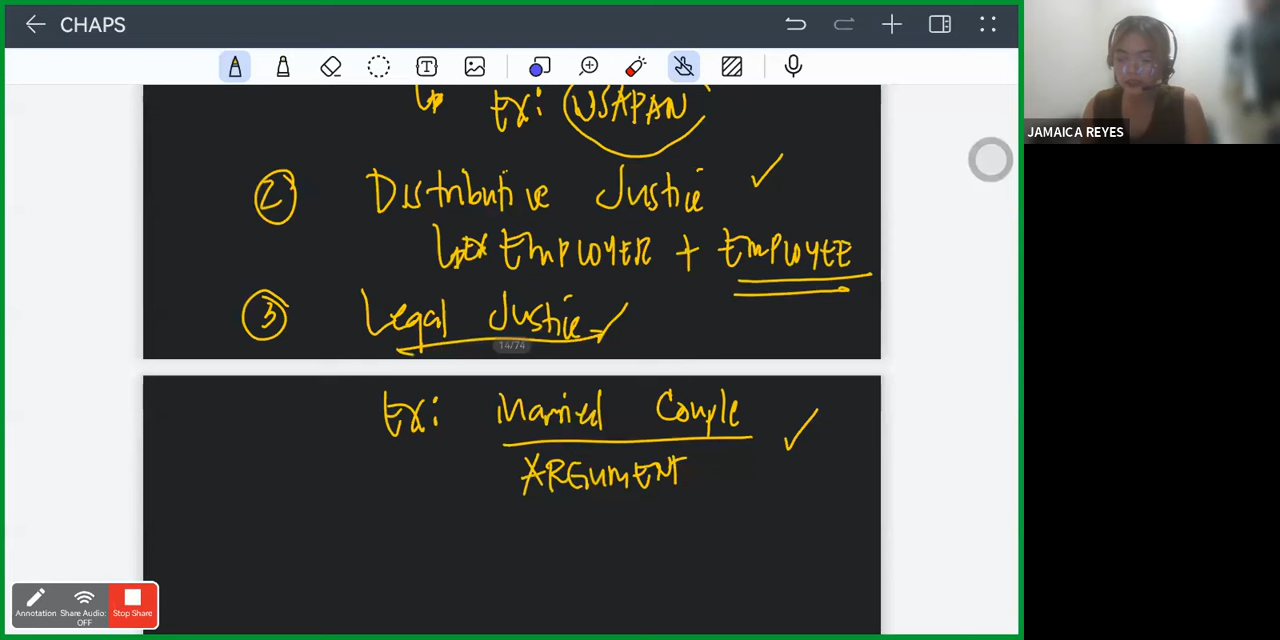 CHAPS
JAMAICA REYES
Ex: USAPAN
2 Distributive Justice
Ex EMPLOYER + EMPLOYEE
3 Legal Justice
14/74
Ex: Married Couple
ARGUMENT
Annotation Share Audio: OFF Stop Share